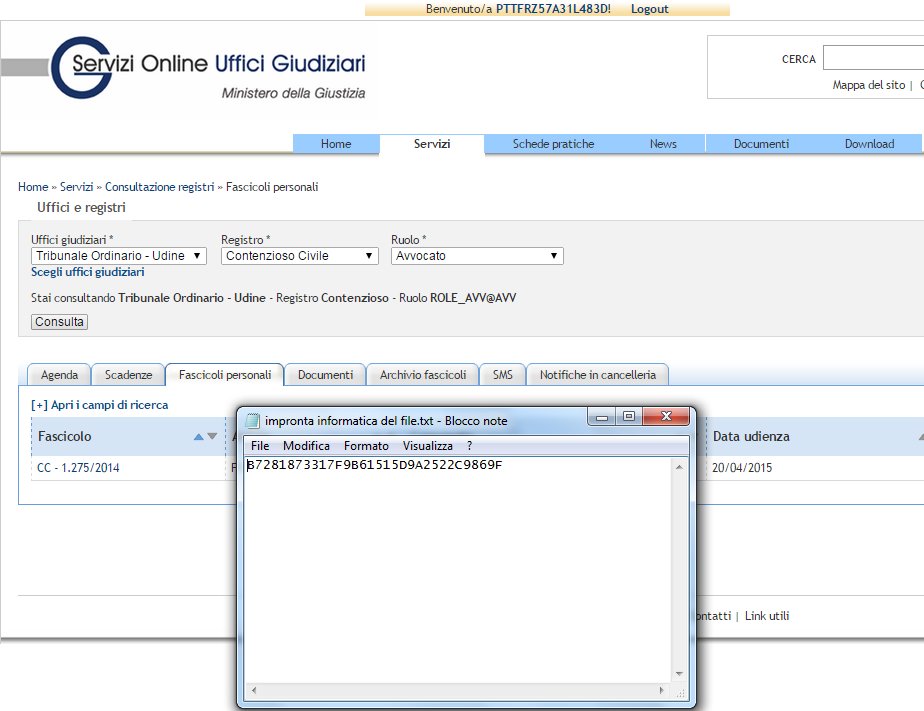 Benvenuto/a PTTFRZ57A31L483D! Logout
Servizi Online Uffici Giudiziari
Ministero della Giustizia
CERCA
Mappa del sito |
Home Servizi Schede pratiche News Documenti Download
Home » Servizi » Consultazione registri » Fascicoli personali
Uffici e registri
Uffici giudiziari * Registro * Ruolo *
Tribunale Ordinario - Udine Contenzioso Civile Avvocato
Scegli uffici giudiziari
Stai consultando Tribunale Ordinario - Udine - Registro Contenzioso - Ruolo ROLE_AVV@AVV
Consulta
Agenda Scadenze Fascicoli personali Documenti Archivio fascicoli SMS Notifiche in cancelleria
[+] Apri i campi di ricerca
Fascicolo Data udienza
CC - 1.275/2014 20/04/2015
impronta informatica del file.txt - Blocco note
File Modifica Formato Visualizza ?
B7281873317F9B61515D9A2522C9869F
ontatti | Link utili